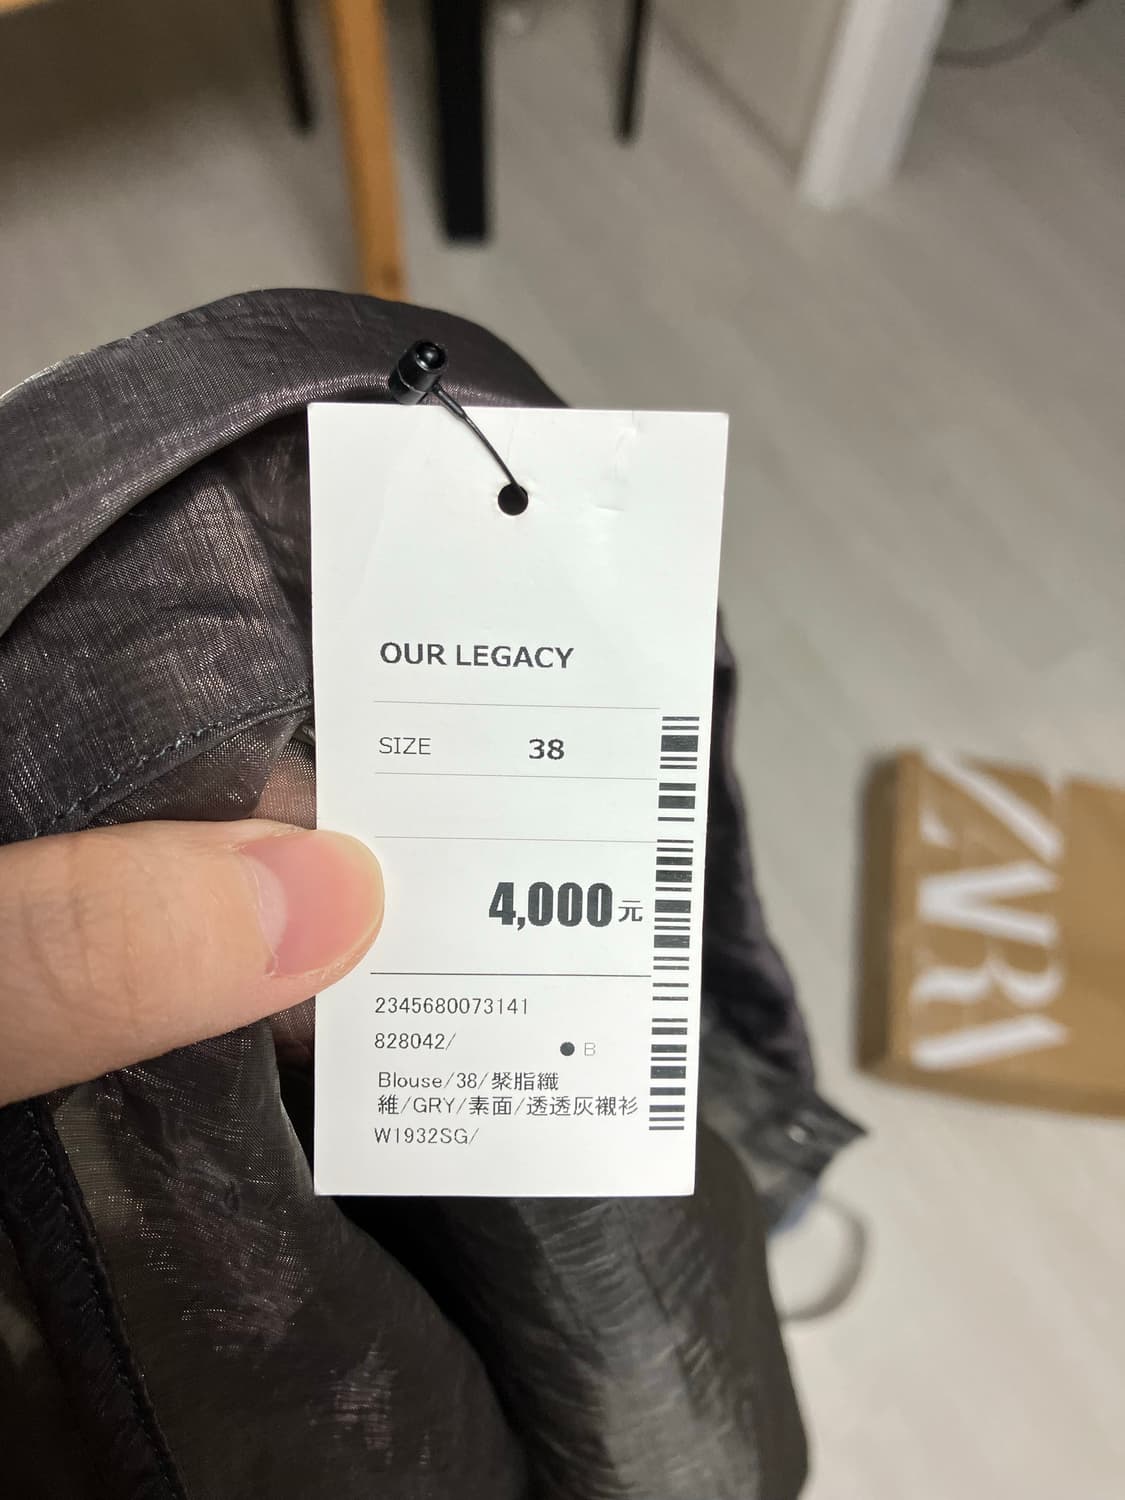 OUR LEGACY
SIZE 38
4,000元
2345680073141
828042/
● B
Blouse/38/聚脂纖
維/GRY/素面/透透灰襯衫
W1932SG/
ZARA